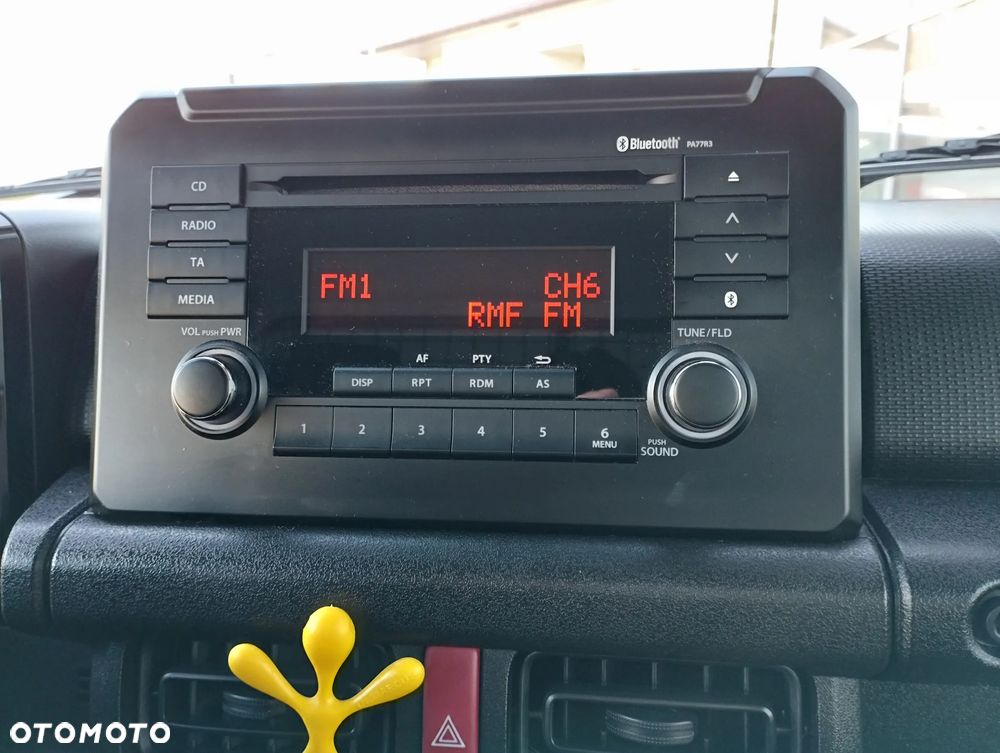 Bluetooth® PA77R3
CD
RADIO
TA
MEDIA
FM1 CH6
RMF FM
VOL PUSH PWR
TUNE/FLD
AF PTY
DISP RPT RDM AS
1 2 3 4 5 6
MENU
PUSH
SOUND
OTOMOTO